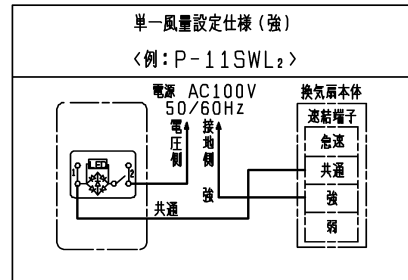 単一風量設定仕様（強）
〈例：P-11SWL₂〉
電源 AC100V
50/60Hz
電圧側
接地側
強
共通
1
LED
2
換気扇本体
速結端子
急速
共通
強
弱